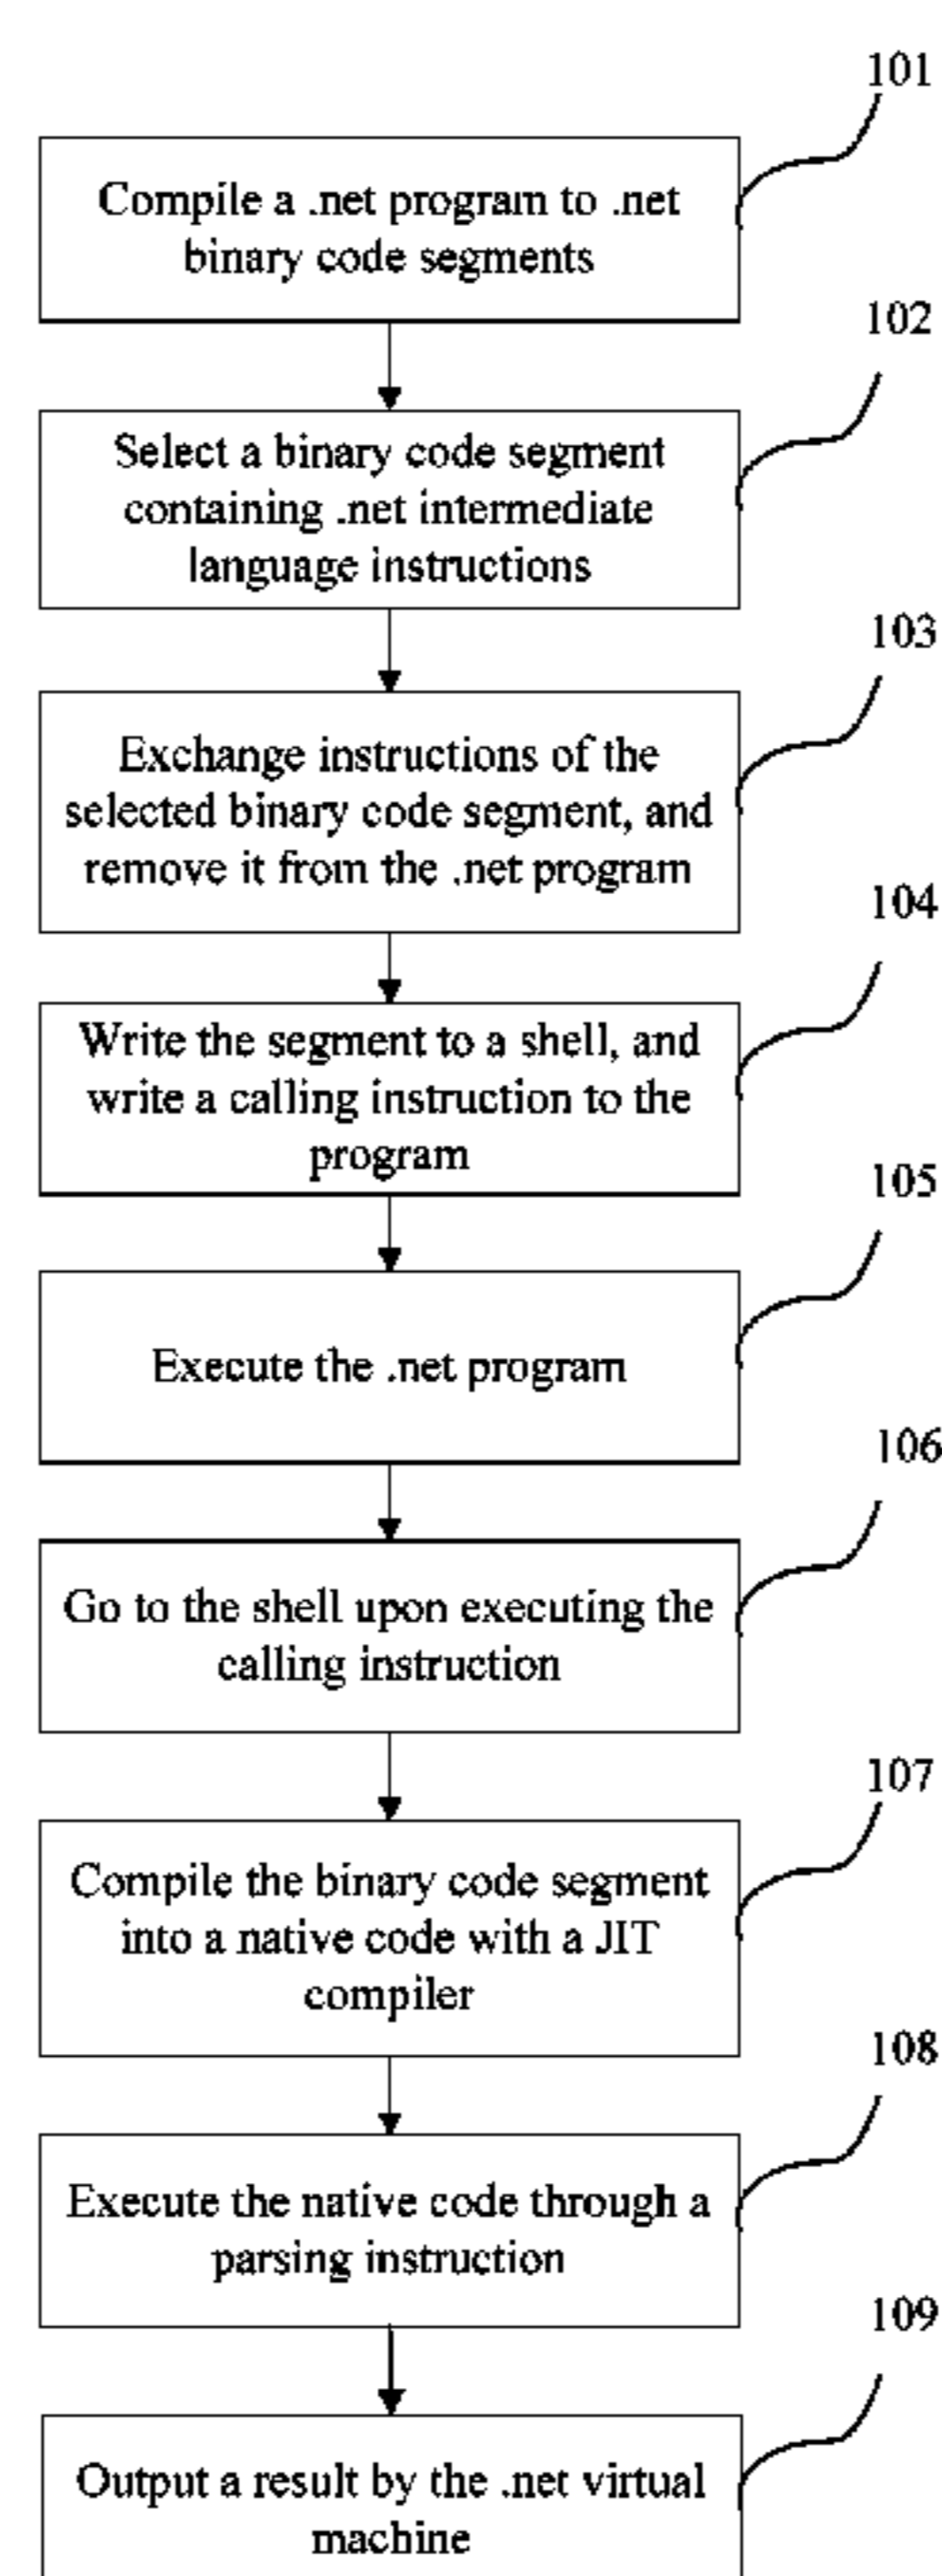 101
Compile a .net program to .net
binary code segments
102
Select a binary code segment
containing .net intermediate
language instructions
103
Exchange instructions of the
selected binary code segment, and
remove it from the .net program
104
Write the segment to a shell, and
write a calling instruction to the
program
105
Execute the .net program
106
Go to the shell upon executing the
calling instruction
107
Compile the binary code segment
into a native code with a JIT
compiler
108
Execute the native code through a
parsing instruction
109
Output a result by the .net virtual
machine